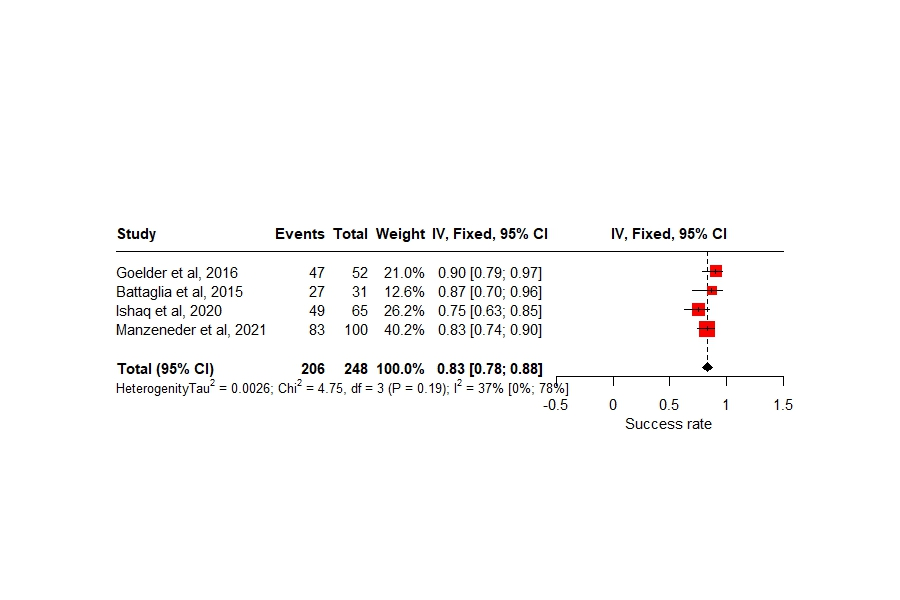 Study Events Total Weight IV, Fixed, 95% CI IV, Fixed, 95% CI
Goelder et al, 2016 47 52 21.0% 0.90 [0.79; 0.97]
Battaglia et al, 2015 27 31 12.6% 0.87 [0.70; 0.96]
Ishaq et al, 2020 49 65 26.2% 0.75 [0.63; 0.85]
Manzeneder et al, 2021 83 100 40.2% 0.83 [0.74; 0.90]
Total (95% CI) 206 248 100.0% 0.83 [0.78; 0.88]
HeterogenityTau² = 0.0026; Chi² = 4.75, df = 3 (P = 0.19); I² = 37% [0%; 78%]
-0.5 0 0.5 1 1.5
Success rate